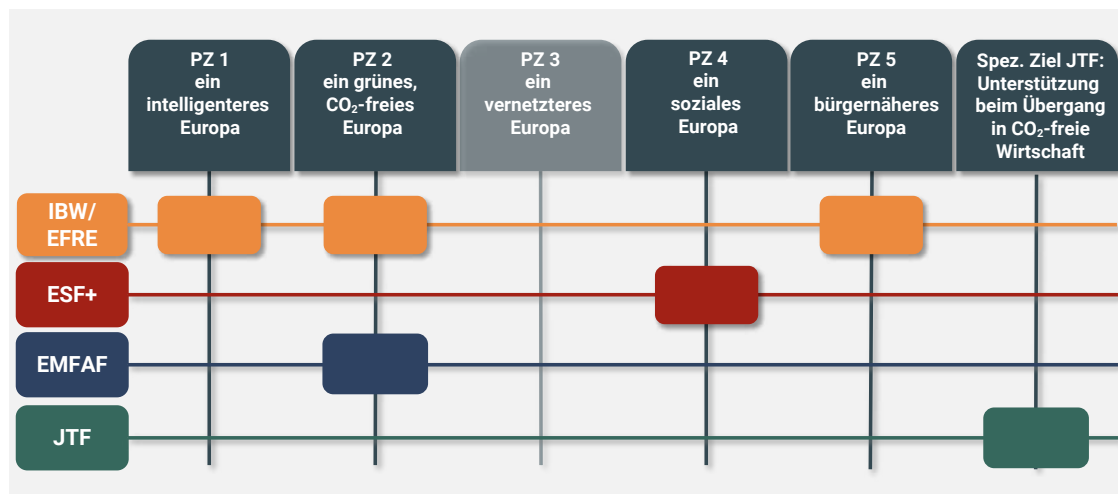 PZ 1
ein
intelligenteres
Europa
PZ 2
ein grünes,
CO₂-freies
Europa
PZ 3
ein
vernetzteres
Europa
PZ 4
ein
soziales
Europa
PZ 5
ein
bürgernäheres
Europa
Spez. Ziel JTF:
Unterstützung
beim Übergang
in CO₂-freie
Wirtschaft
IBW/
EFRE
ESF+
EMFAF
JTF